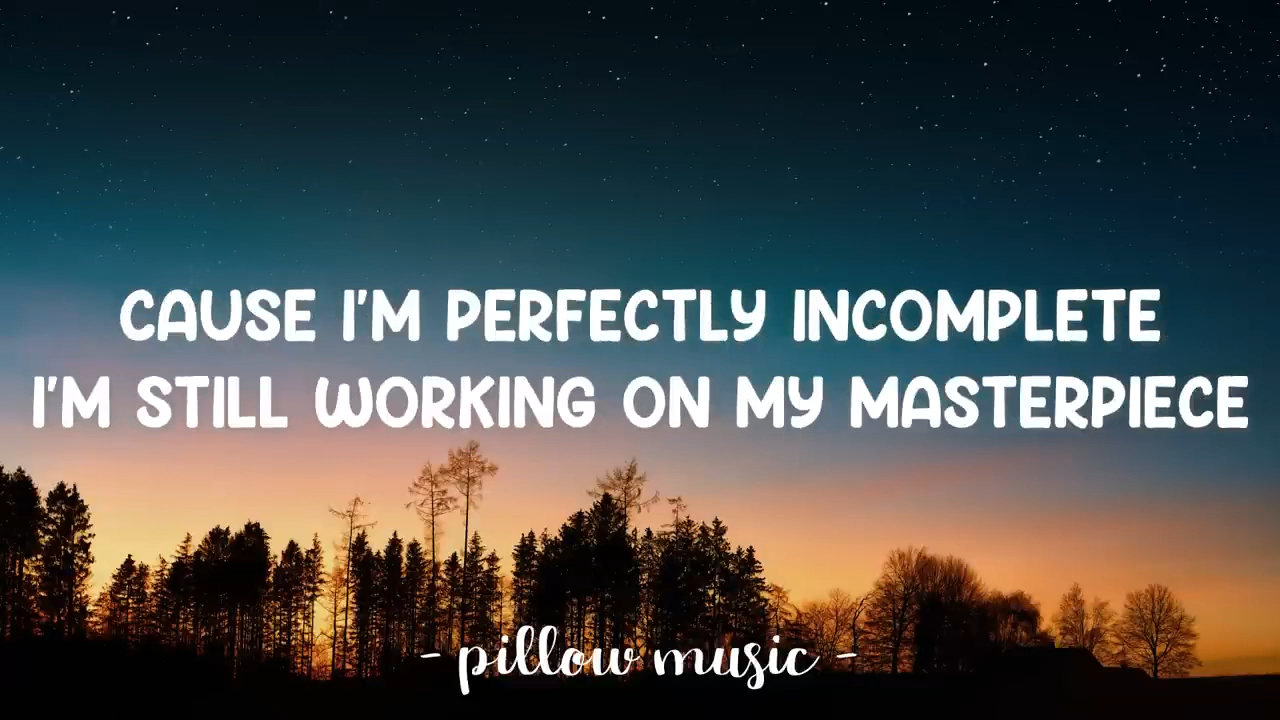 CAUSE I'M PERFECTLY INCOMPLETE
I'M STILL WORKING ON MY MASTERPIECE
- pillow music -